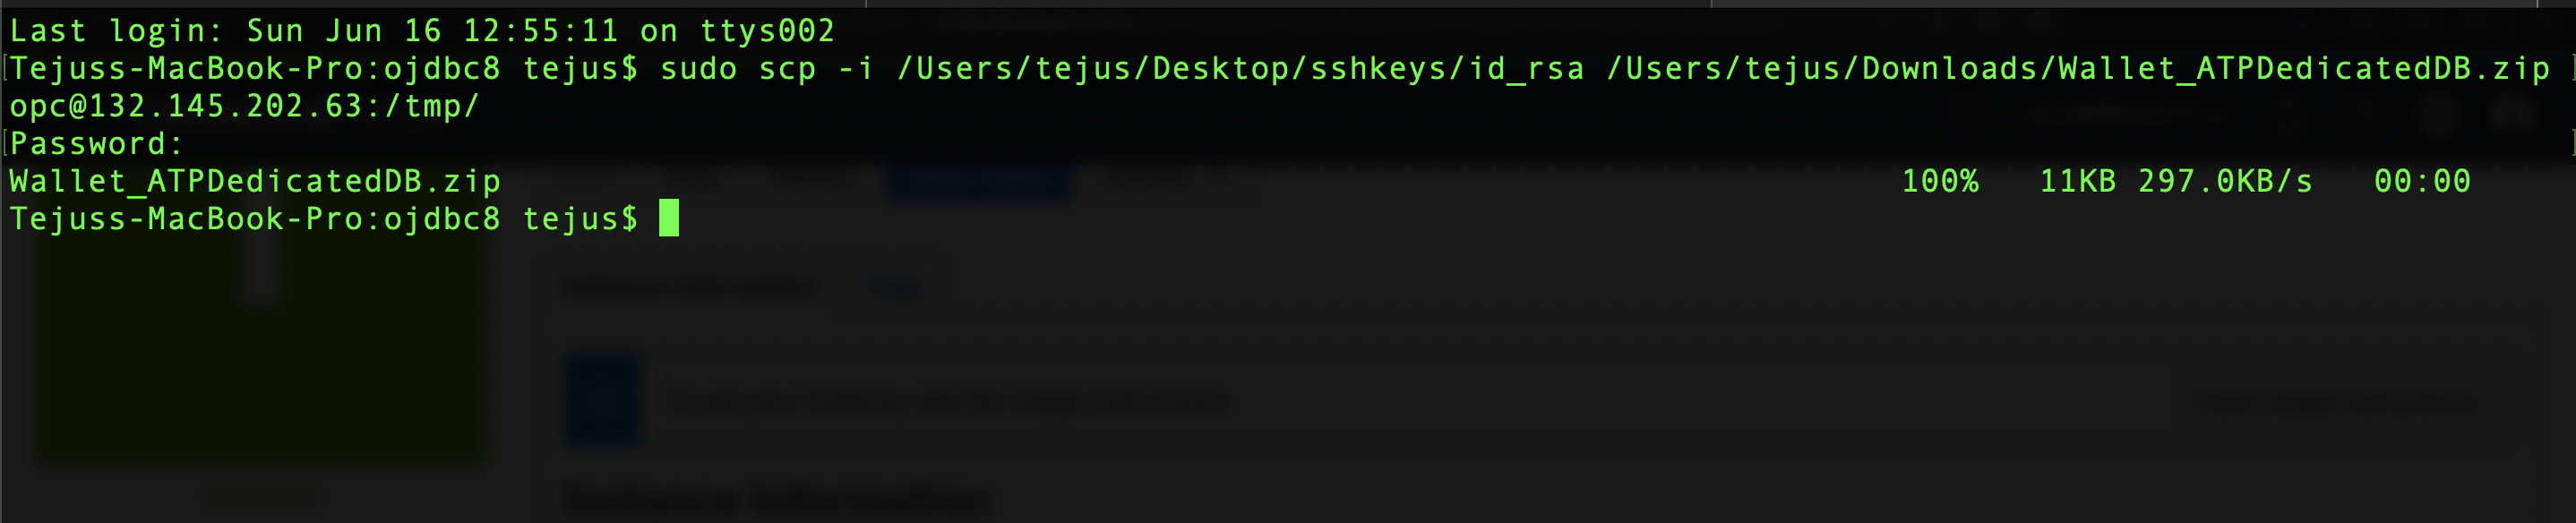 Last login: Sun Jun 16 12:55:11 on ttys002
[Tejuss-MacBook-Pro:ojdbc8 tejus$ sudo scp -i /Users/tejus/Desktop/sshkeys/id_rsa /Users/tejus/Downloads/Wallet_ATPDedicatedDB.zip ]
opc@132.145.202.63:/tmp/
[Password: ]
Wallet_ATPDedicatedDB.zip 100% 11KB 297.0KB/s 00:00
Tejuss-MacBook-Pro:ojdbc8 tejus$
Instance Information